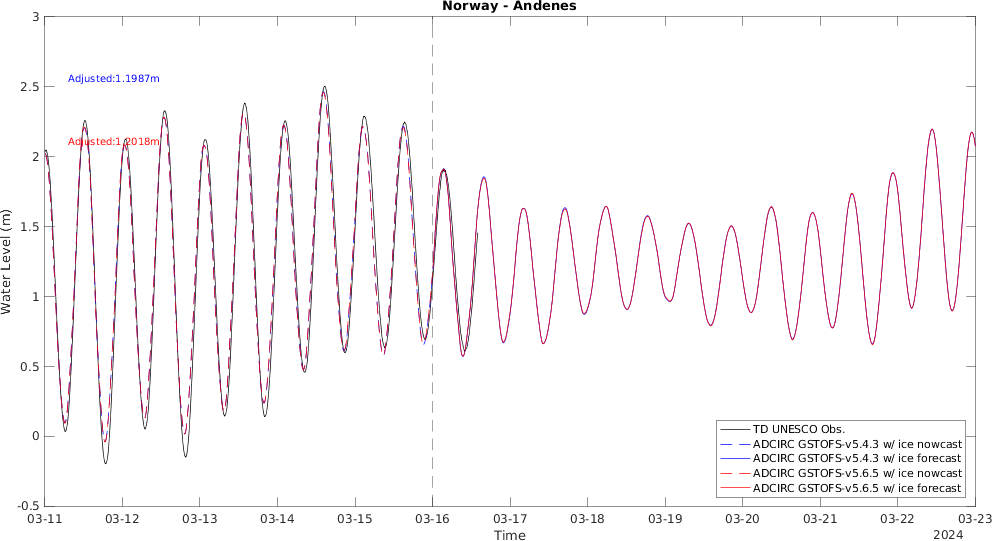 Norway - Andenes
Adjusted:1.1987m
Adjusted:1.2018m
Water Level (m)
3
2.5
2
1.5
1
0.5
0
-0.5
03-11 03-12 03-13 03-14 03-15 03-16 03-17 03-18 03-19 03-20 03-21 03-22 03-23
Time
2024
TD UNESCO Obs.
ADCIRC GSTOFS-v5.4.3 w/ ice nowcast
ADCIRC GSTOFS-v5.4.3 w/ ice forecast
ADCIRC GSTOFS-v5.6.5 w/ ice nowcast
ADCIRC GSTOFS-v5.6.5 w/ ice forecast